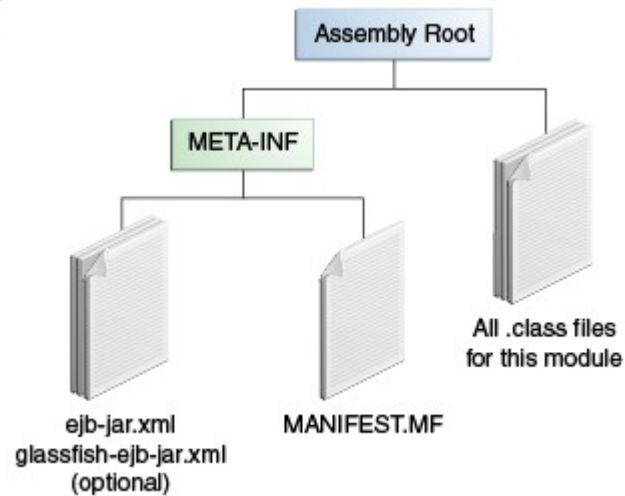 Assembly Root
META-INF
All .class files
for this module
ejb-jar.xml
glassfish-ejb-jar.xml
(optional)
MANIFEST.MF